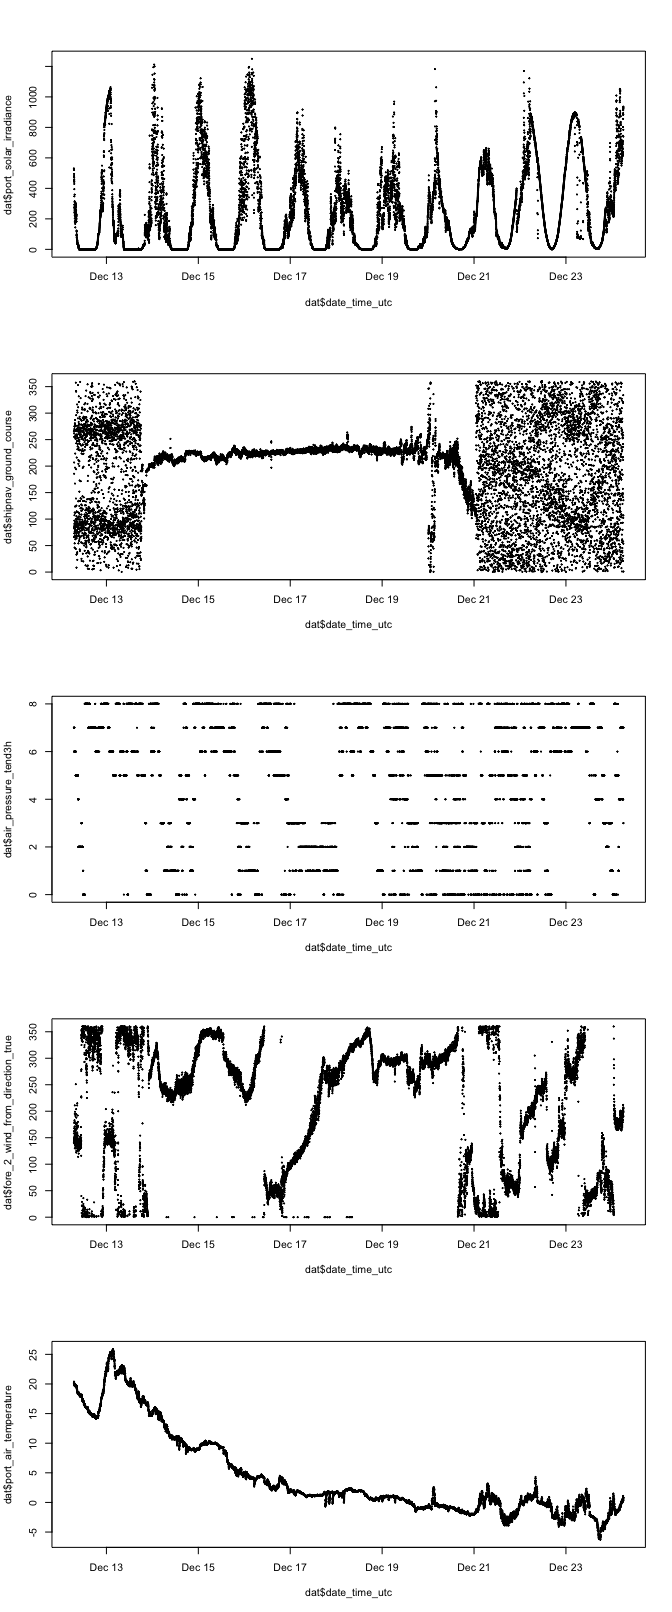 dat$port_solar_irradiance
0 200 400 600 800 1000
Dec 13 Dec 15 Dec 17 Dec 19 Dec 21 Dec 23
dat$date_time_utc
dat$shipnav_ground_course
0 50 100 150 200 250 300 350
Dec 13 Dec 15 Dec 17 Dec 19 Dec 21 Dec 23
dat$date_time_utc
dat$air_pressure_tend3h
0 2 4 6 8
Dec 13 Dec 15 Dec 17 Dec 19 Dec 21 Dec 23
dat$date_time_utc
dat$fore_2_wind_from_direction_true
0 50 100 150 200 250 300 350
Dec 13 Dec 15 Dec 17 Dec 19 Dec 21 Dec 23
dat$date_time_utc
dat$port_air_temperature
-5 0 5 10 15 20 25
Dec 13 Dec 15 Dec 17 Dec 19 Dec 21 Dec 23
dat$date_time_utc